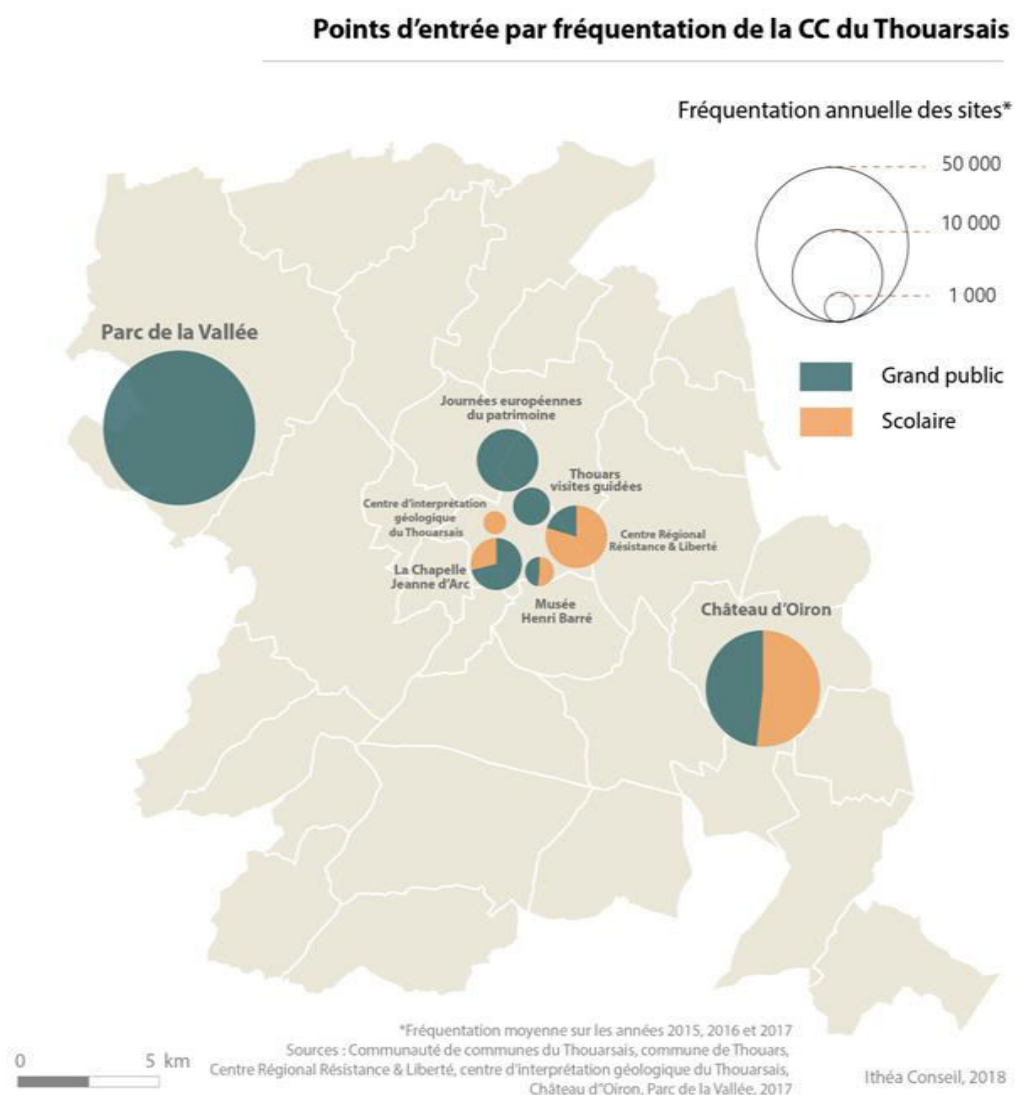 Points d'entrée par fréquentation de la CC du Thouarsais
Fréquentation annuelle des sites*
50 000
10 000
1 000
Grand public
Scolaire
Parc de la Vallée
Journées européennes
du patrimoine
Thouars
visites guidées
Centre d'interprétation
géologique
du Thouarsais
Centre Régional
Résistance & Liberté
La Chapelle
Jeanne d'Arc
Musée
Henri Barré
Château d'Oiron
*Fréquentation moyenne sur les années 2015, 2016 et 2017
Sources : Communauté de communes du Thouarsais, commune de Thouars,
Centre Régional Résistance & Liberté, centre d'interprétation géologique du Thouarsais,
Château d"Oiron, Parc de la Vallée, 2017
0 5 km
Ithéa Conseil, 2018